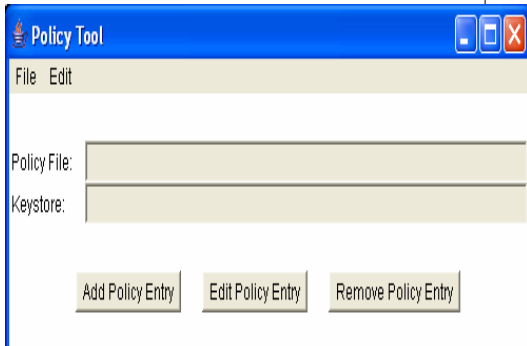 Policy Tool
File Edit
Policy File:
Keystore:
Add Policy Entry Edit Policy Entry Remove Policy Entry